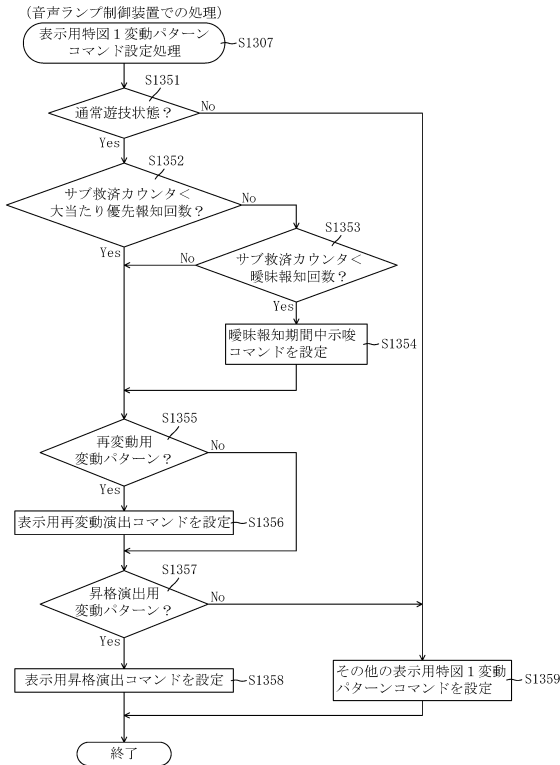 (音声ランプ制御装置での処理)
表示用特図1変動パターン
コマンド設定処理
S1307
S1351
通常遊技状態?
No
Yes
S1352
サブ救済カウンタ<
大当たり優先報知回数?
No
Yes
S1353
サブ救済カウンタ<
曖昧報知回数?
No
Yes
曖昧報知期間中示唆
コマンドを設定
S1354
S1355
再変動用
変動パターン?
No
Yes
表示用再変動演出コマンドを設定
S1356
S1357
昇格演出用
変動パターン?
No
Yes
表示用昇格演出コマンドを設定
S1358
その他の表示用特図1変動
パターンコマンドを設定
S1359
終了